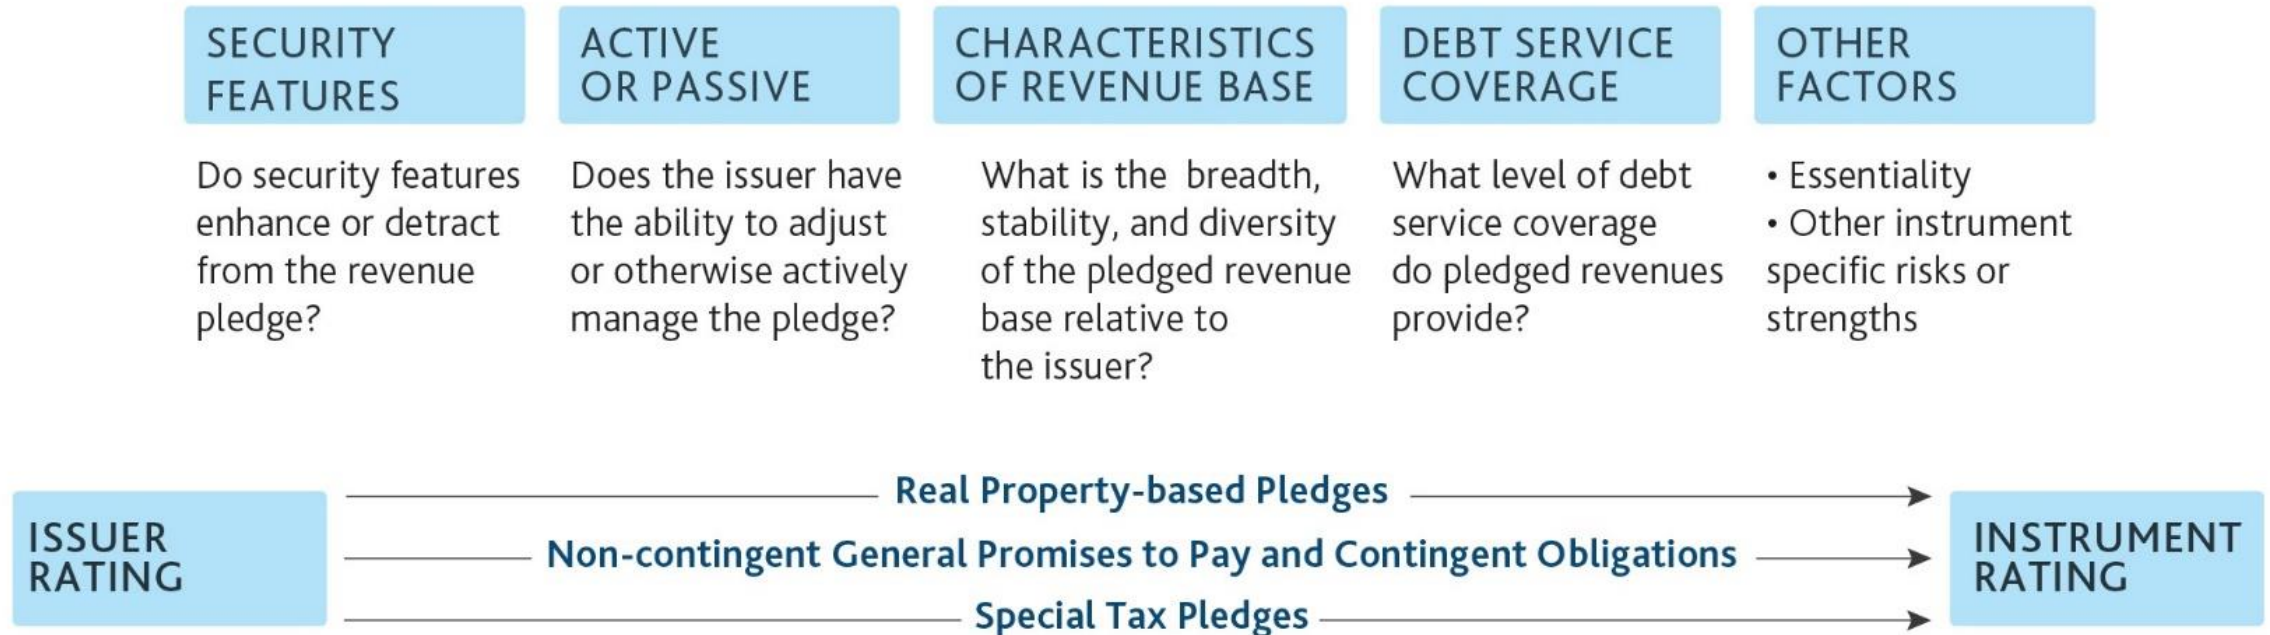 SECURITY
FEATURES
Do security features
enhance or detract
from the revenue
pledge?
ACTIVE
OR PASSIVE
Does the issuer have
the ability to adjust
or otherwise actively
manage the pledge?
CHARACTERISTICS
OF REVENUE BASE
What is the breadth,
stability, and diversity
of the pledged revenue
base relative to
the issuer?
DEBT SERVICE
COVERAGE
What level of debt
service coverage
do pledged revenues
provide?
OTHER
FACTORS
• Essentiality
• Other instrument
specific risks or
strengths
ISSUER
RATING
Real Property-based Pledges
Non-contingent General Promises to Pay and Contingent Obligations
Special Tax Pledges
INSTRUMENT
RATING